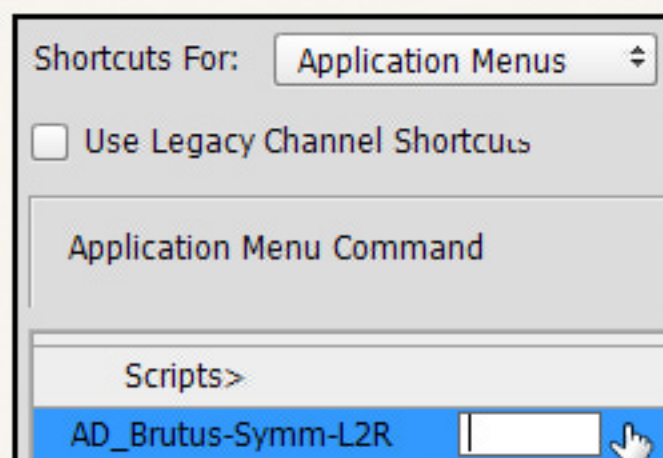 Shortcuts For: Application Menus
Use Legacy Channel Shortcuts
Application Menu Command
Scripts>
AD_Brutus-Symm-L2R